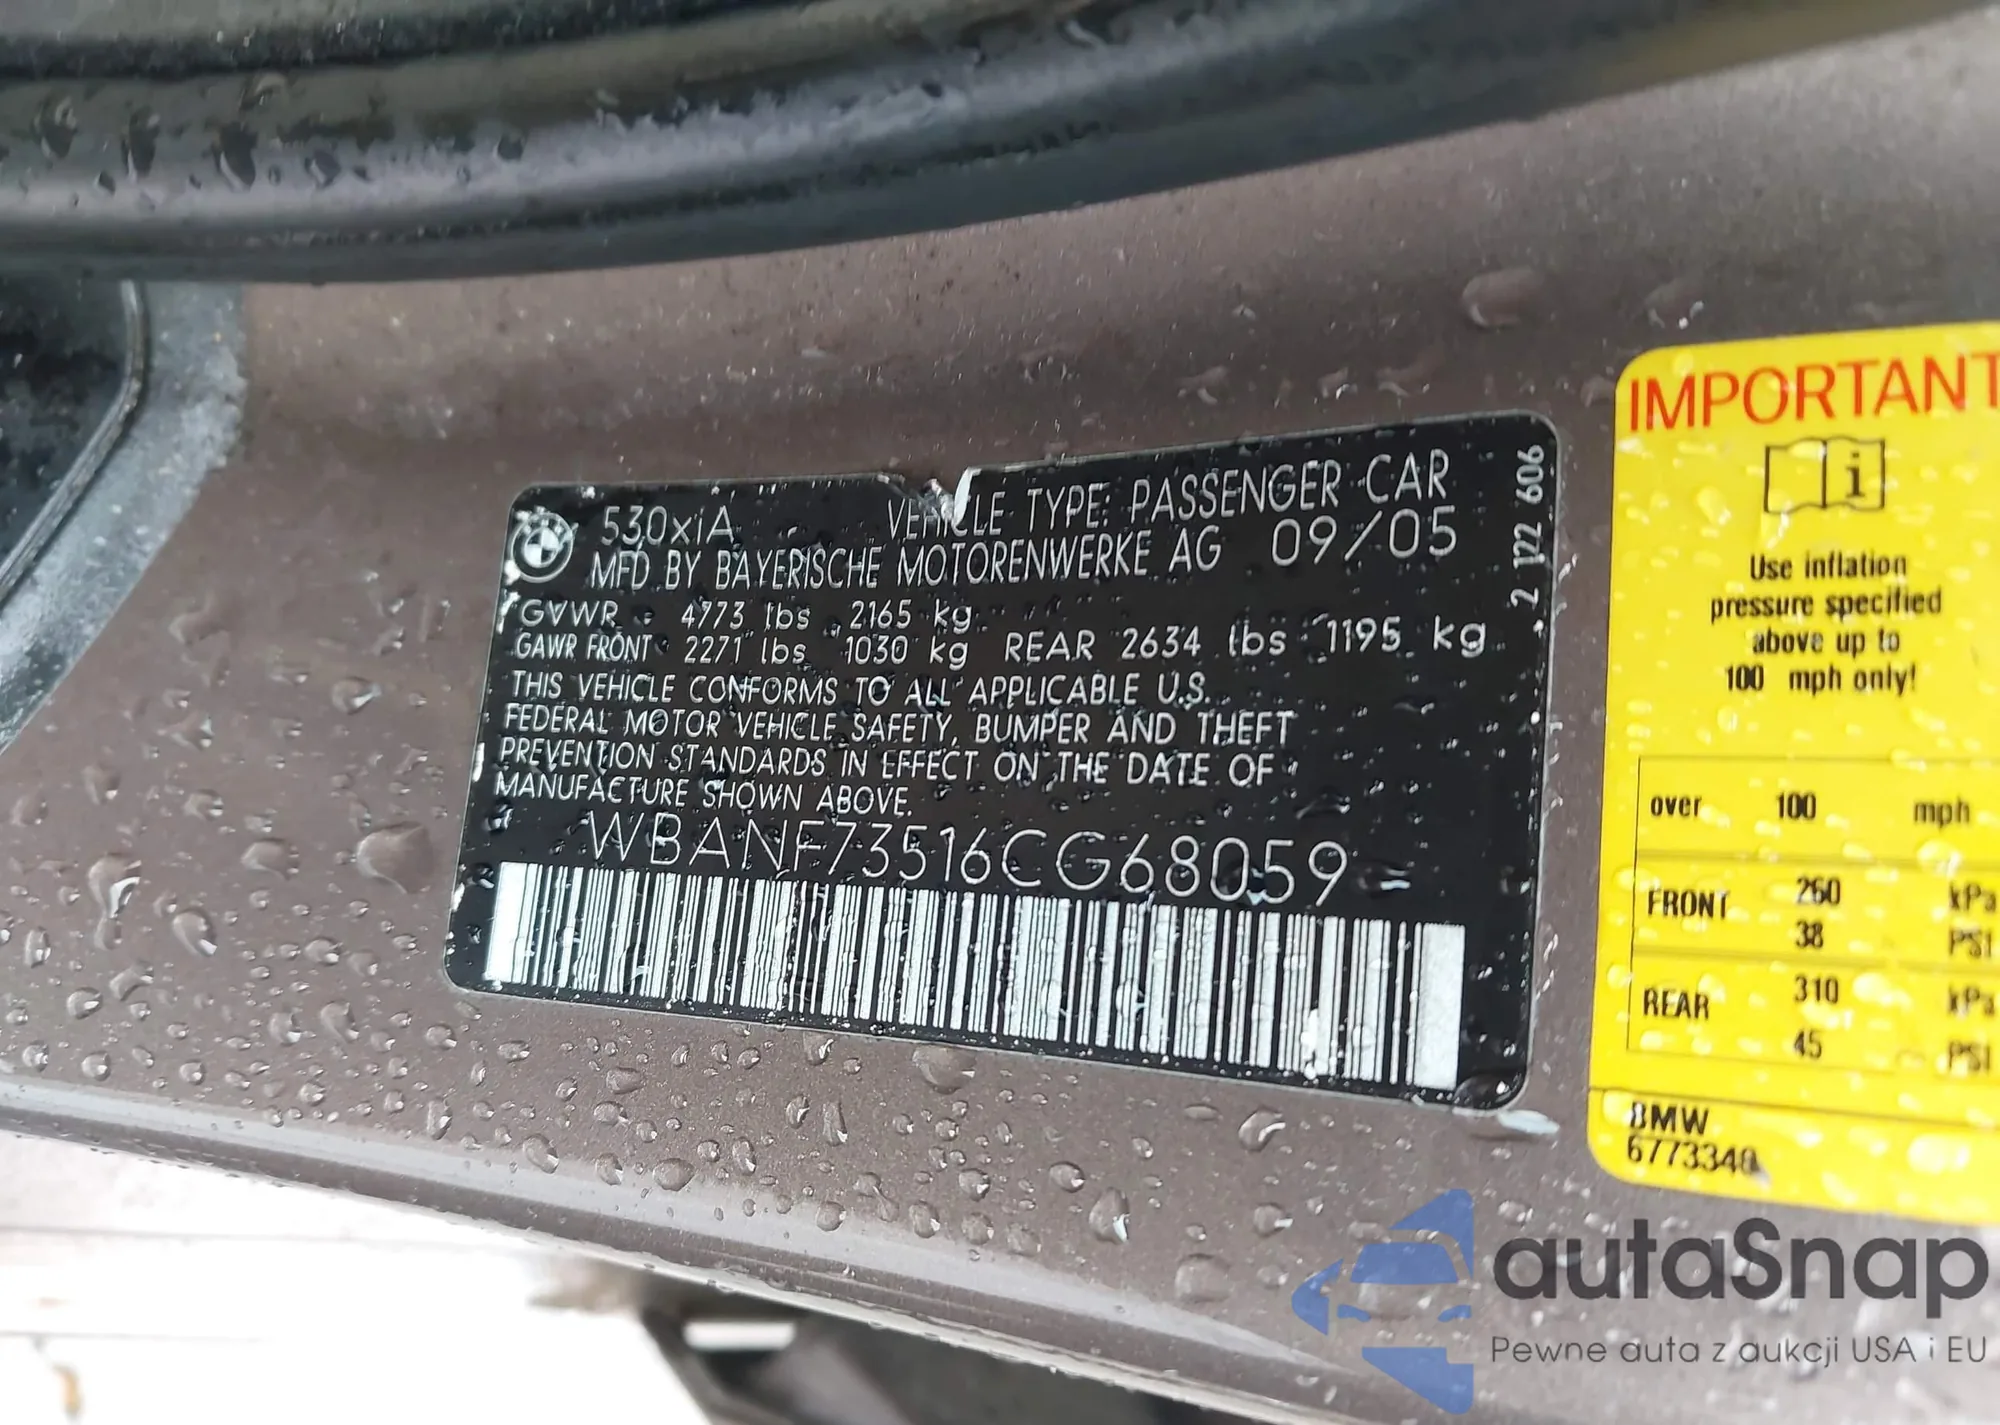 530xiA VEHICLE TYPE: PASSENGER CAR
MFD BY BAYERISCHE MOTORENWERKE AG 09/05
GVWR 4773 lbs 2165 kg
GAWR FRONT 2271 lbs 1030 kg REAR 2634 lbs 1195 kg
THIS VEHICLE CONFORMS TO ALL APPLICABLE U.S.
FEDERAL MOTOR VEHICLE SAFETY, BUMPER AND THEFT
PREVENTION STANDARDS IN EFFECT ON THE DATE OF
MANUFACTURE SHOWN ABOVE.
WBANF73516CG68059
2 122 606
IMPORTANT
i
Use inflation
pressure specified
above up to
100 mph only!
over 100 mph
FRONT 260 kPa
38 PSI
REAR 310 kPa
45 PSI
BMW
6773348
autaSnap
Pewne auta z aukcji USA i EU